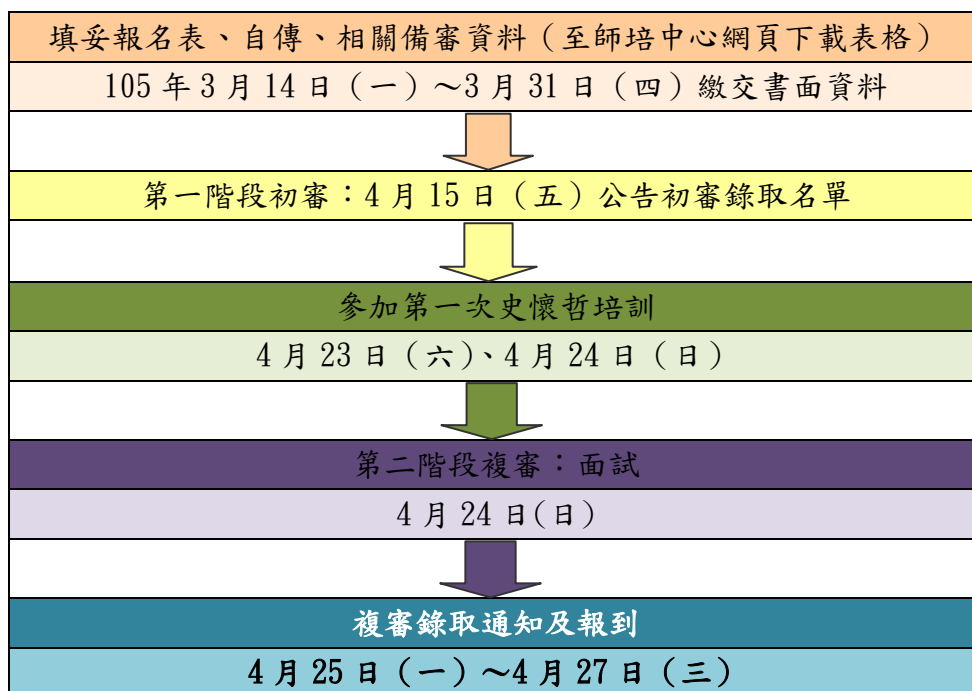 填妥報名表、自傳、相關備審資料（至師培中心網頁下載表格）
105 年 3 月 14 日（一）～3 月 31 日（四）繳交書面資料
第一階段初審：4 月 15 日（五）公告初審錄取名單
參加第一次史懷哲培訓
4 月 23 日（六）、4 月 24 日（日）
第二階段複審：面試
4 月 24 日(日)
複審錄取通知及報到
4 月 25 日（一）～4 月 27 日（三）